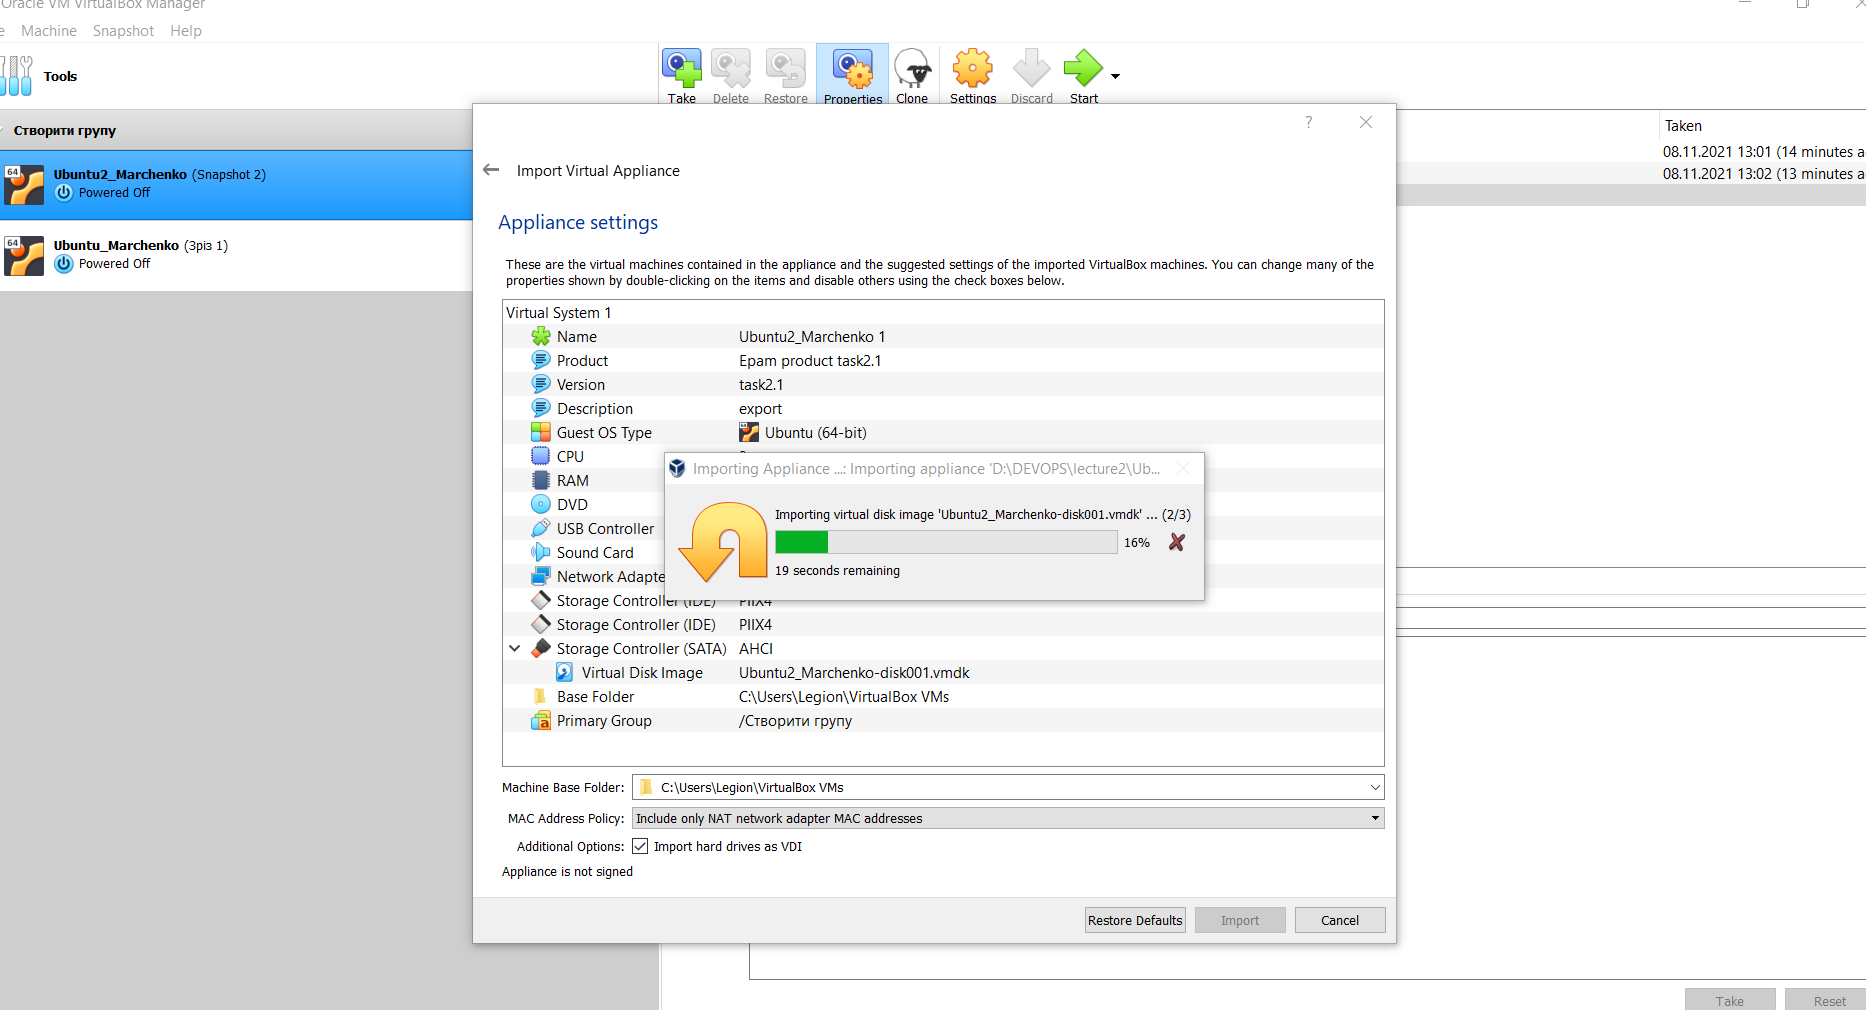 Oracle VM VirtualBox Manager
Machine Snapshot Help
Tools
Take Delete Restore Properties Clone Settings Discard Start
Створити групу
64 Ubuntu2_Marchenko (Snapshot 2)
Powered Off
64 Ubuntu_Marchenko (Зріз 1)
Powered Off
Taken
08.11.2021 13:01 (14 minutes a
08.11.2021 13:02 (13 minutes a
?
Import Virtual Appliance
Appliance settings
These are the virtual machines contained in the appliance and the suggested settings of the imported VirtualBox machines. You can change many of the
properties shown by double-clicking on the items and disable others using the check boxes below.
Virtual System 1
Name Ubuntu2_Marchenko 1
Product Epam product task2.1
Version task2.1
Description export
Guest OS Type 64 Ubuntu (64-bit)
CPU
RAM
DVD
USB Controller
Sound Card
Network Adapte
Importing Appliance ...: Importing appliance 'D:\DEVOPS\lecture2\Ub...
Importing virtual disk image 'Ubuntu2_Marchenko-disk001.vmdk' ... (2/3)
16%
19 seconds remaining
Storage Controller (IDE) PIIX4
Storage Controller (IDE) PIIX4
Storage Controller (SATA) AHCI
Virtual Disk Image Ubuntu2_Marchenko-disk001.vmdk
Base Folder C:\Users\Legion\VirtualBox VMs
Primary Group /Створити групу
Machine Base Folder: C:\Users\Legion\VirtualBox VMs
MAC Address Policy: Include only NAT network adapter MAC addresses
Additional Options: Import hard drives as VDI
Appliance is not signed
Restore Defaults Import Cancel
Take Reset